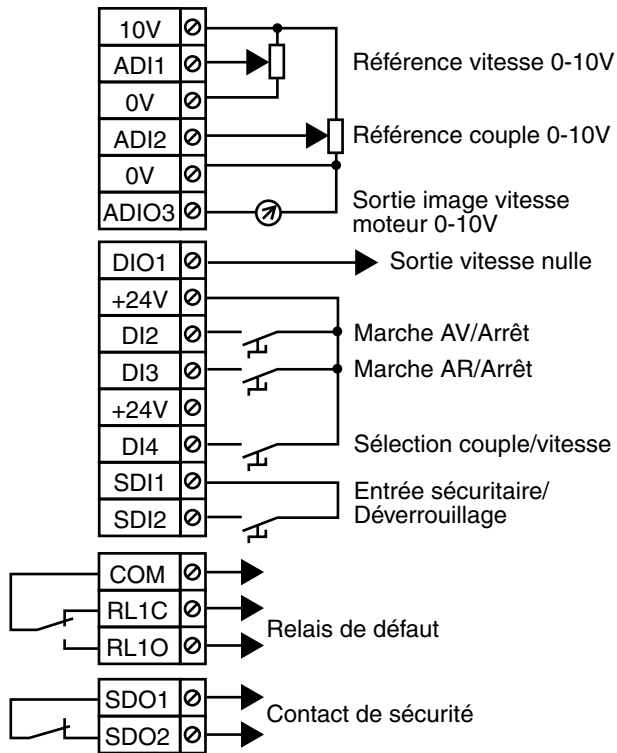 10V
ADI1
Référence vitesse 0-10V
0V
ADI2
Référence couple 0-10V
0V
ADIO3
Sortie image vitesse
moteur 0-10V
DIO1
Sortie vitesse nulle
+24V
DI2
Marche AV/Arrêt
DI3
Marche AR/Arrêt
+24V
DI4
Sélection couple/vitesse
SDI1
Entrée sécuritaire/
SDI2
Déverrouillage
COM
RL1C
Relais de défaut
RL1O
SDO1
Contact de sécurité
SDO2